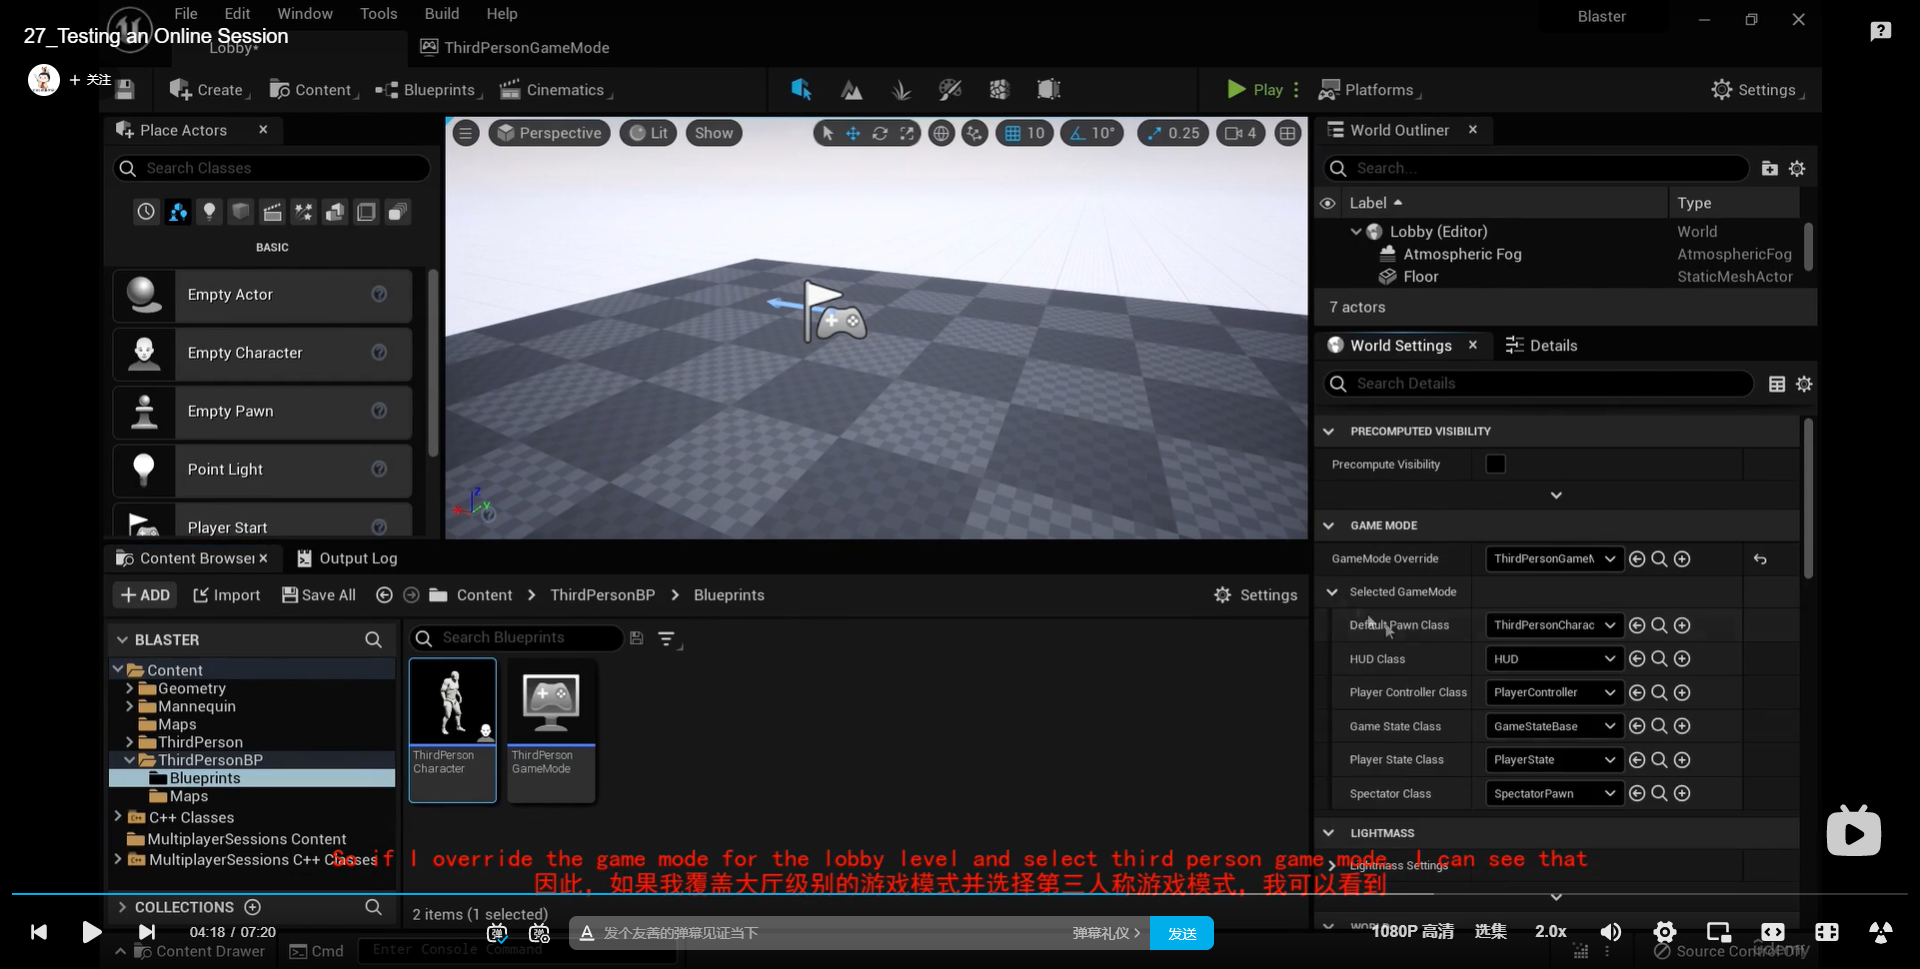 File Edit Window Tools Build Help
Blaster
27_Testing an Online Session
Lobby*
ThirdPersonGameMode
+ 关注
Create
Content
Blueprints
Cinematics
Play
Platforms
Settings
Place Actors
Search Classes
BASIC
Empty Actor
Empty Character
Empty Pawn
Point Light
Player Start
Perspective
Lit
Show
10
10°
0.25
4
World Outliner
Search...
Label
Type
Lobby (Editor)
World
Atmospheric Fog
AtmosphericFog
Floor
StaticMeshActor
7 actors
World Settings
Details
Search Details
PRECOMPUTED VISIBILITY
Precompute Visibility
GAME MODE
GameMode Override
ThirdPersonGame
Selected GameMode
Default Pawn Class
ThirdPersonCharac
HUD Class
HUD
Player Controller Class
PlayerController
Game State Class
GameStateBase
Player State Class
PlayerState
Spectator Class
SpectatorPawn
LIGHTMASS
Lightmass Settings
Content Browser
Output Log
ADD
Import
Save All
Content > ThirdPersonBP > Blueprints
Settings
BLASTER
Search Blueprints
Content
Geometry
Mannequin
Maps
ThirdPerson
ThirdPersonBP
Blueprints
Maps
C++ Classes
MultiplayerSessions Content
MultiplayerSessions C++ Classes
ThirdPerson
Character
ThirdPerson
GameMode
So if I override the game mode for the lobby level and select third person game mode, I can see that
因此，如果我覆盖大厅级别的游戏模式并选择第三人称游戏模式，我可以看到
COLLECTIONS
2 items (1 selected)
04:18 / 07:20
发个友善的弹幕见证当下
弹幕礼仪 >
发送
1080P 高清
选集
2.0x
Content Drawer
Cmd
Enter Console Command
Source Control Off
udemy